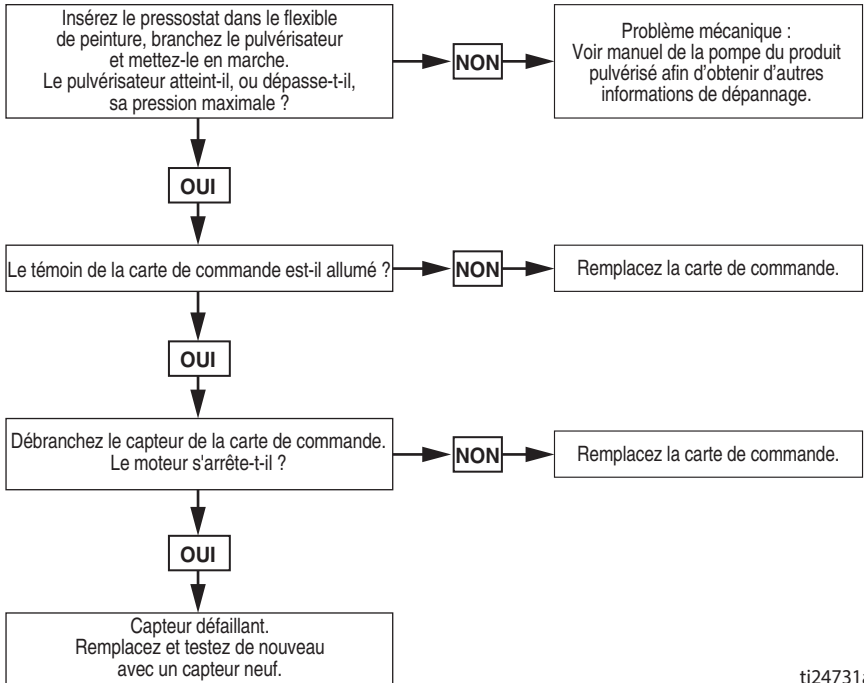 Insérez le pressostat dans le flexible
de peinture, branchez le pulvérisateur
et mettez-le en marche.
Le pulvérisateur atteint-il, ou dépasse-t-il,
sa pression maximale ?
NON
Problème mécanique :
Voir manuel de la pompe du produit
pulvérisé afin d'obtenir d'autres
informations de dépannage.
OUI
Le témoin de la carte de commande est-il allumé ?
NON
Remplacez la carte de commande.
OUI
Débranchez le capteur de la carte de commande.
Le moteur s'arrête-t-il ?
NON
Remplacez la carte de commande.
OUI
Capteur défaillant.
Remplacez et testez de nouveau
avec un capteur neuf.
ti24731a